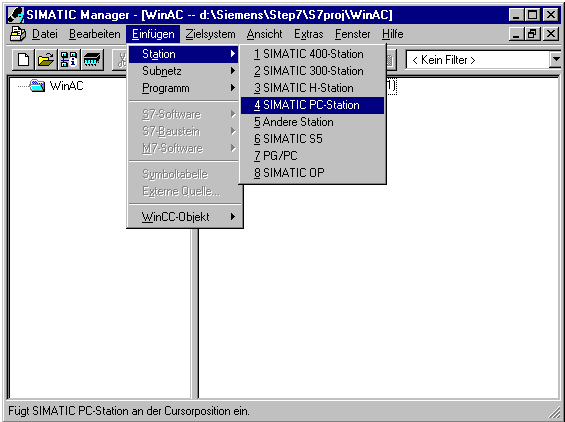 SIMATIC Manager - [WinAC -- d:\Siemens\Step7\S7proj\WinAC]
Datei Bearbeiten Einfügen Zielsystem Ansicht Extras Fenster Hilfe
< Kein Filter >
WinAC
Station
Subnetz
Programm
S7-Software
S7-Baustein
M7-Software
Symboltabelle
Externe Quelle...
WinCC-Objekt
1 SIMATIC 400-Station
2 SIMATIC 300-Station
3 SIMATIC H-Station
4 SIMATIC PC-Station
5 Andere Station
6 SIMATIC S5
7 PG/PC
8 SIMATIC OP
1)
Fügt SIMATIC PC-Station an der Cursorposition ein.